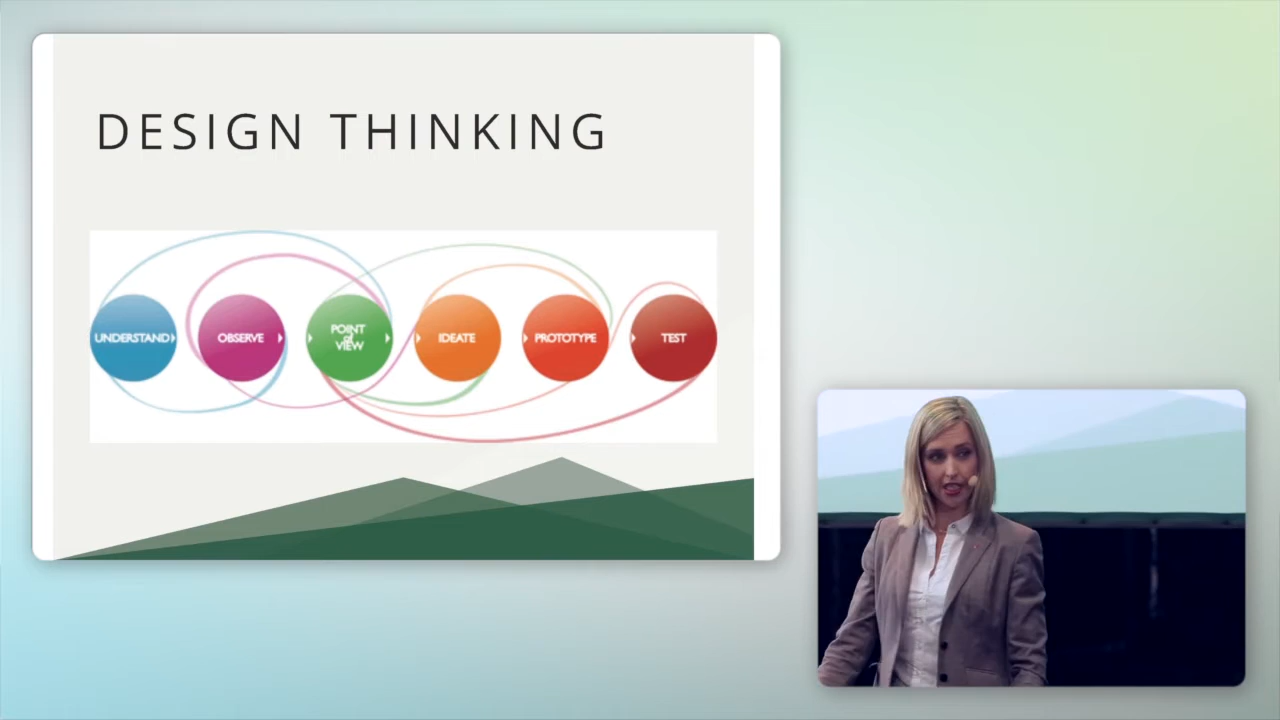 DESIGN THINKING
UNDERSTAND
OBSERVE
POINT
of
VIEW
IDEATE
PROTOTYPE
TEST